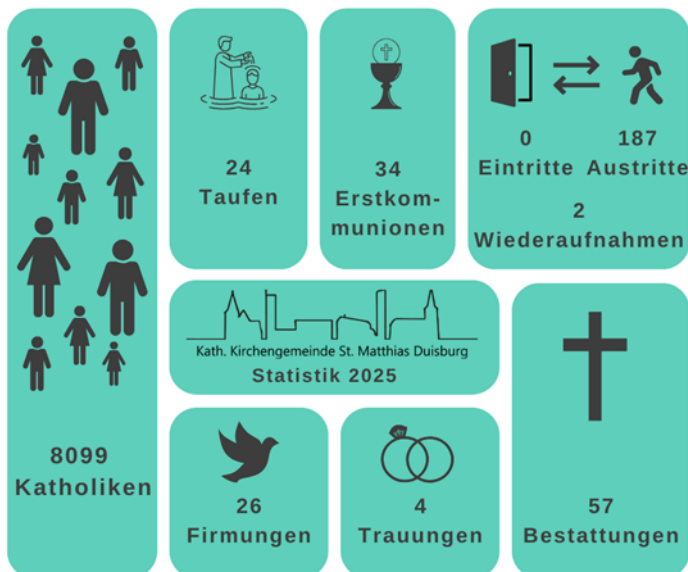 24
Taufen
34
Erstkom-
munionen
0
Eintritte
187
Austritte
2
Wiederaufnahmen
Kath. Kirchengemeinde St. Matthias Duisburg
Statistik 2025
8099
Katholiken
26
Firmungen
4
Trauungen
57
Bestattungen